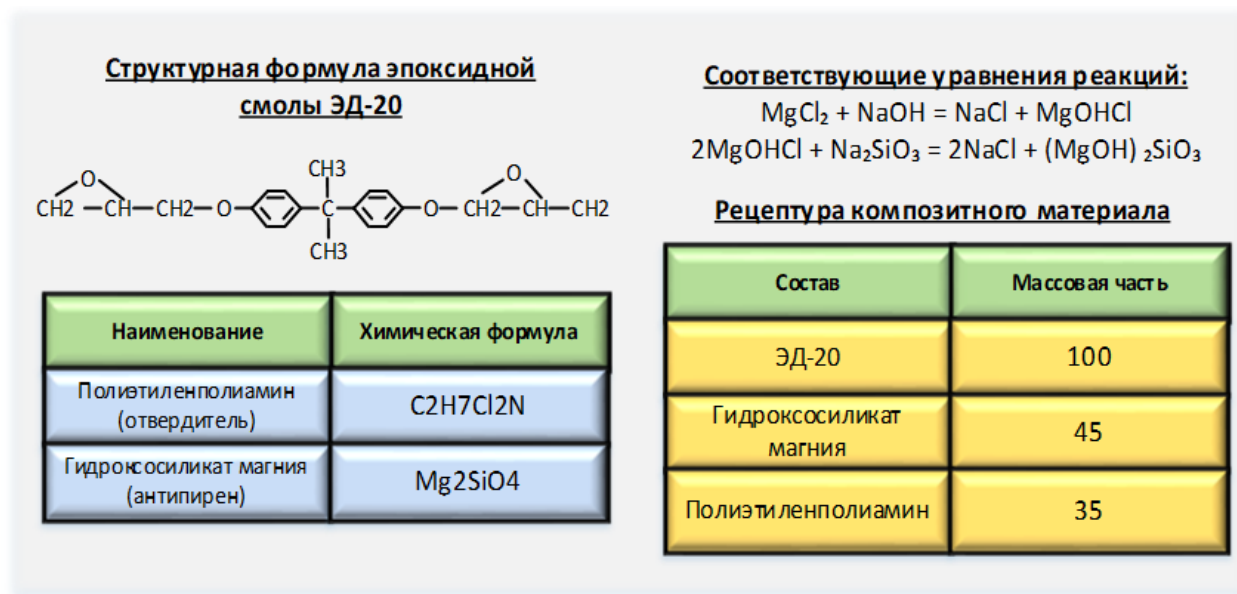 Структурная формула эпоксидной
смолы ЭД-20
O
CH2 CH CH2 O
CH3
C
CH3
O
O CH2 CH CH2
Наименование Химическая формула
Полиэтиленполиамин
(отвердитель)
C2H7Cl2N
Гидроксосиликат магния
(антипирен)
Mg2SiO4
Соответствующие уравнения реакций:
MgCl₂ + NaOH = NaCl + MgOHCl
2MgOHCl + Na₂SiO₃ = 2NaCl + (MgOH) ₂SiO₃
Рецептура композитного материала
Состав Массовая часть
ЭД-20 100
Гидроксосиликат
магния
45
Полиэтиленполиамин 35